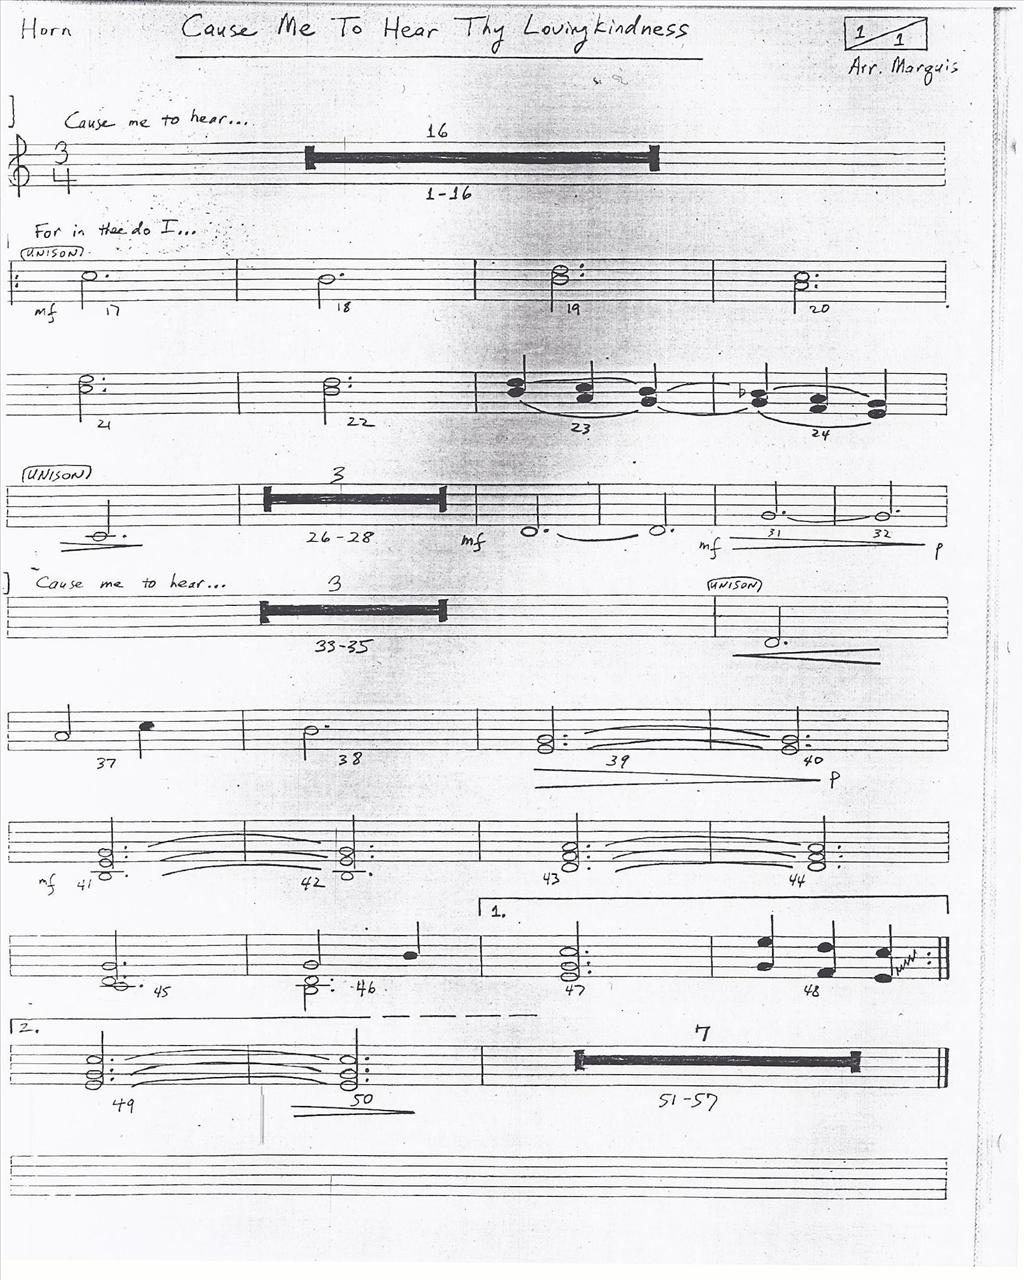 Horn Cause Me To Hear Thy Lovingkindness 1/1
Arr. Marquis
Cause me to hear...
16
3
4
1-16
For in thee do I...
UNISON
mf 17 18 19 20
21 22 23 24
UNISON 3
26-28 mf mf 31 32 p
Cause me to hear... 3 UNISON
33-35
37 38 39 40 p
mf 41 42 43 44
1.
45 46 47 48
2.
7
49 50 51-57